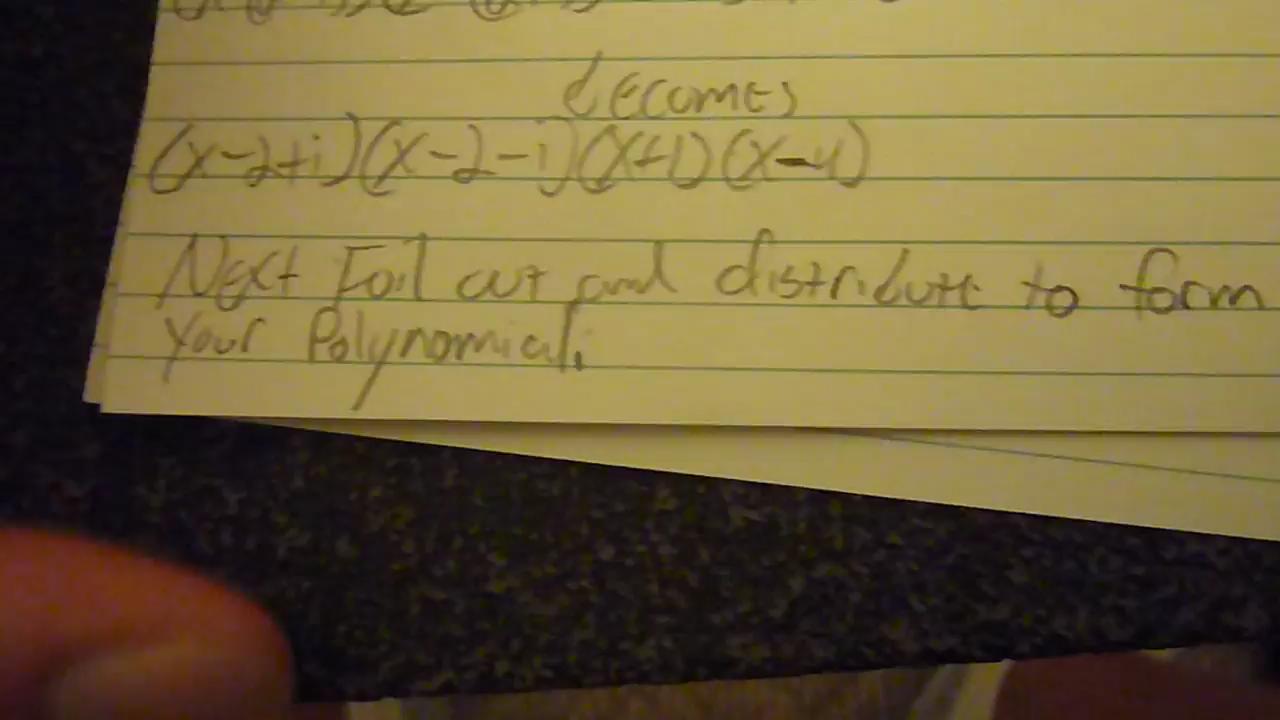 becomes
(x-2+i)(x-2-i)(x+1)(x-4)
Next Foil out and distribute to form
your Polynomial.